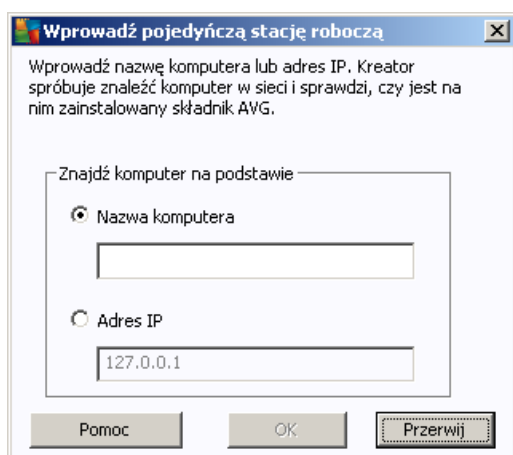 Wprowadź pojedyńczą stację roboczą
Wprowadź nazwę komputera lub adres IP. Kreator
spróbuje znaleźć komputer w sieci i sprawdzi, czy jest na
nim zainstalowany składnik AVG.
Znajdź komputer na podstawie
Nazwa komputera
Adres IP
127.0.0.1
Pomoc OK Przerwij